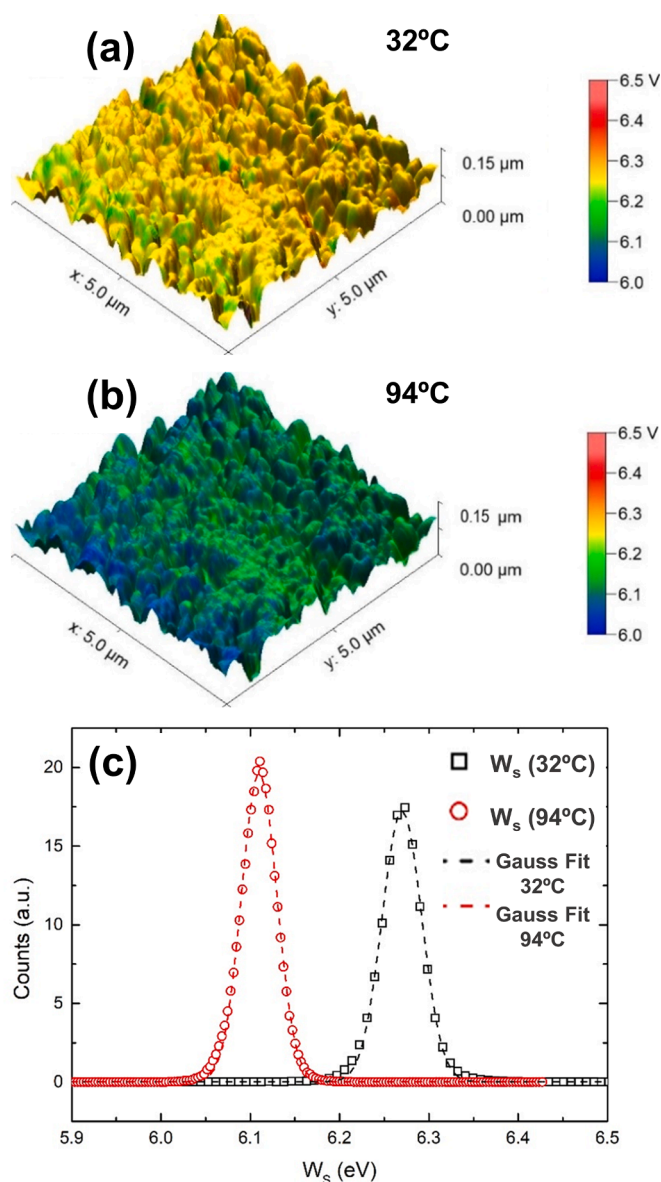 (a) 32ºC
6.5 V
6.4
6.3
6.2
6.1
6.0
0.15 µm
0.00 µm
x: 5.0 µm
y: 5.0 µm
(b) 94ºC
6.5 V
6.4
6.3
6.2
6.1
6.0
0.15 µm
0.00 µm
x: 5.0 µm
y: 5.0 µm
(c)
Wₛ (32ºC)
Wₛ (94ºC)
Gauss Fit
32ºC
Gauss Fit
94ºC
Counts (a.u.)
20
15
10
5
0
5.9 6.0 6.1 6.2 6.3 6.4 6.5
Wₛ (eV)